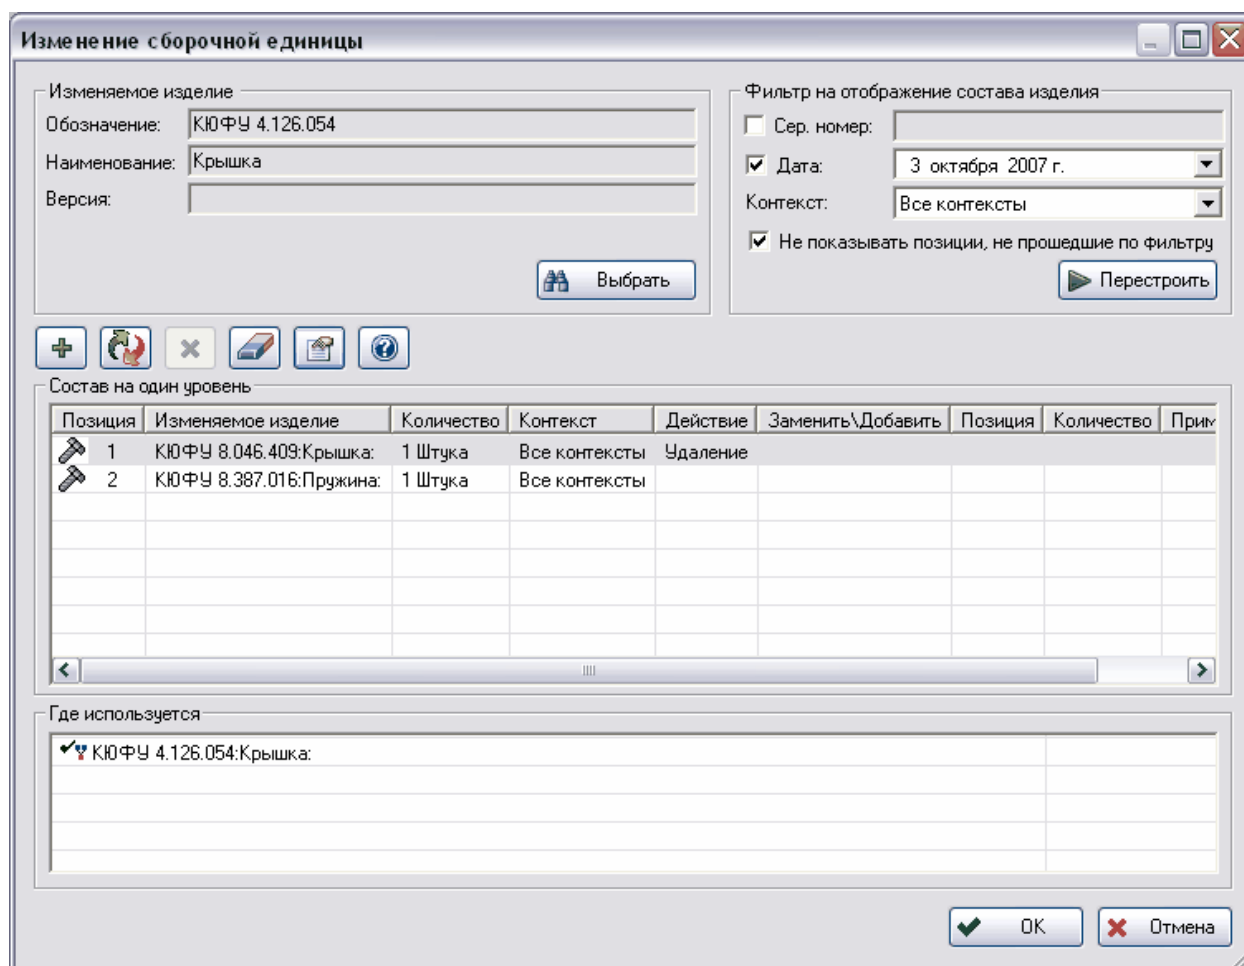 Изменение сборочной единицы
Изменяемое изделие
Обозначение: КЮФУ 4.126.054
Наименование: Крышка
Версия:
Выбрать
Фильтр на отображение состава изделия
Сер. номер:
Дата: 3 октября 2007 г.
Контекст: Все контексты
Не показывать позиции, не прошедшие по фильтру
Перестроить
Состав на один уровень
Позиция Изменяемое изделие Количество Контекст Действие Заменить\Добавить Позиция Количество Прим
1 КЮФУ 8.046.409:Крышка: 1 Штука Все контексты Удаление
2 КЮФУ 8.387.016:Пружина: 1 Штука Все контексты
Где используется
КЮФУ 4.126.054:Крышка:
ОК Отмена